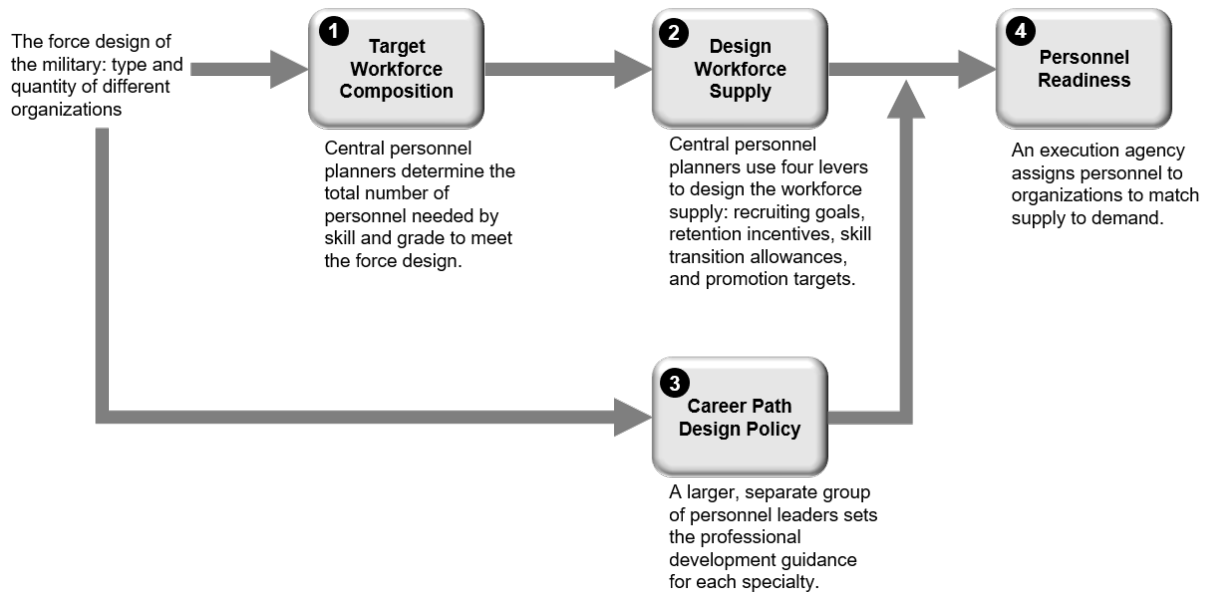 The force design of
the military: type and
quantity of different
organizations
1
Target
Workforce
Composition
Central personnel
planners determine the
total number of
personnel needed by
skill and grade to meet
the force design.
2
Design
Workforce
Supply
Central personnel
planners use four levers
to design the workforce
supply: recruiting goals,
retention incentives, skill
transition allowances,
and promotion targets.
3
Career Path
Design Policy
A larger, separate group
of personnel leaders sets
the professional
development guidance
for each specialty.
4
Personnel
Readiness
An execution agency
assigns personnel to
organizations to match
supply to demand.